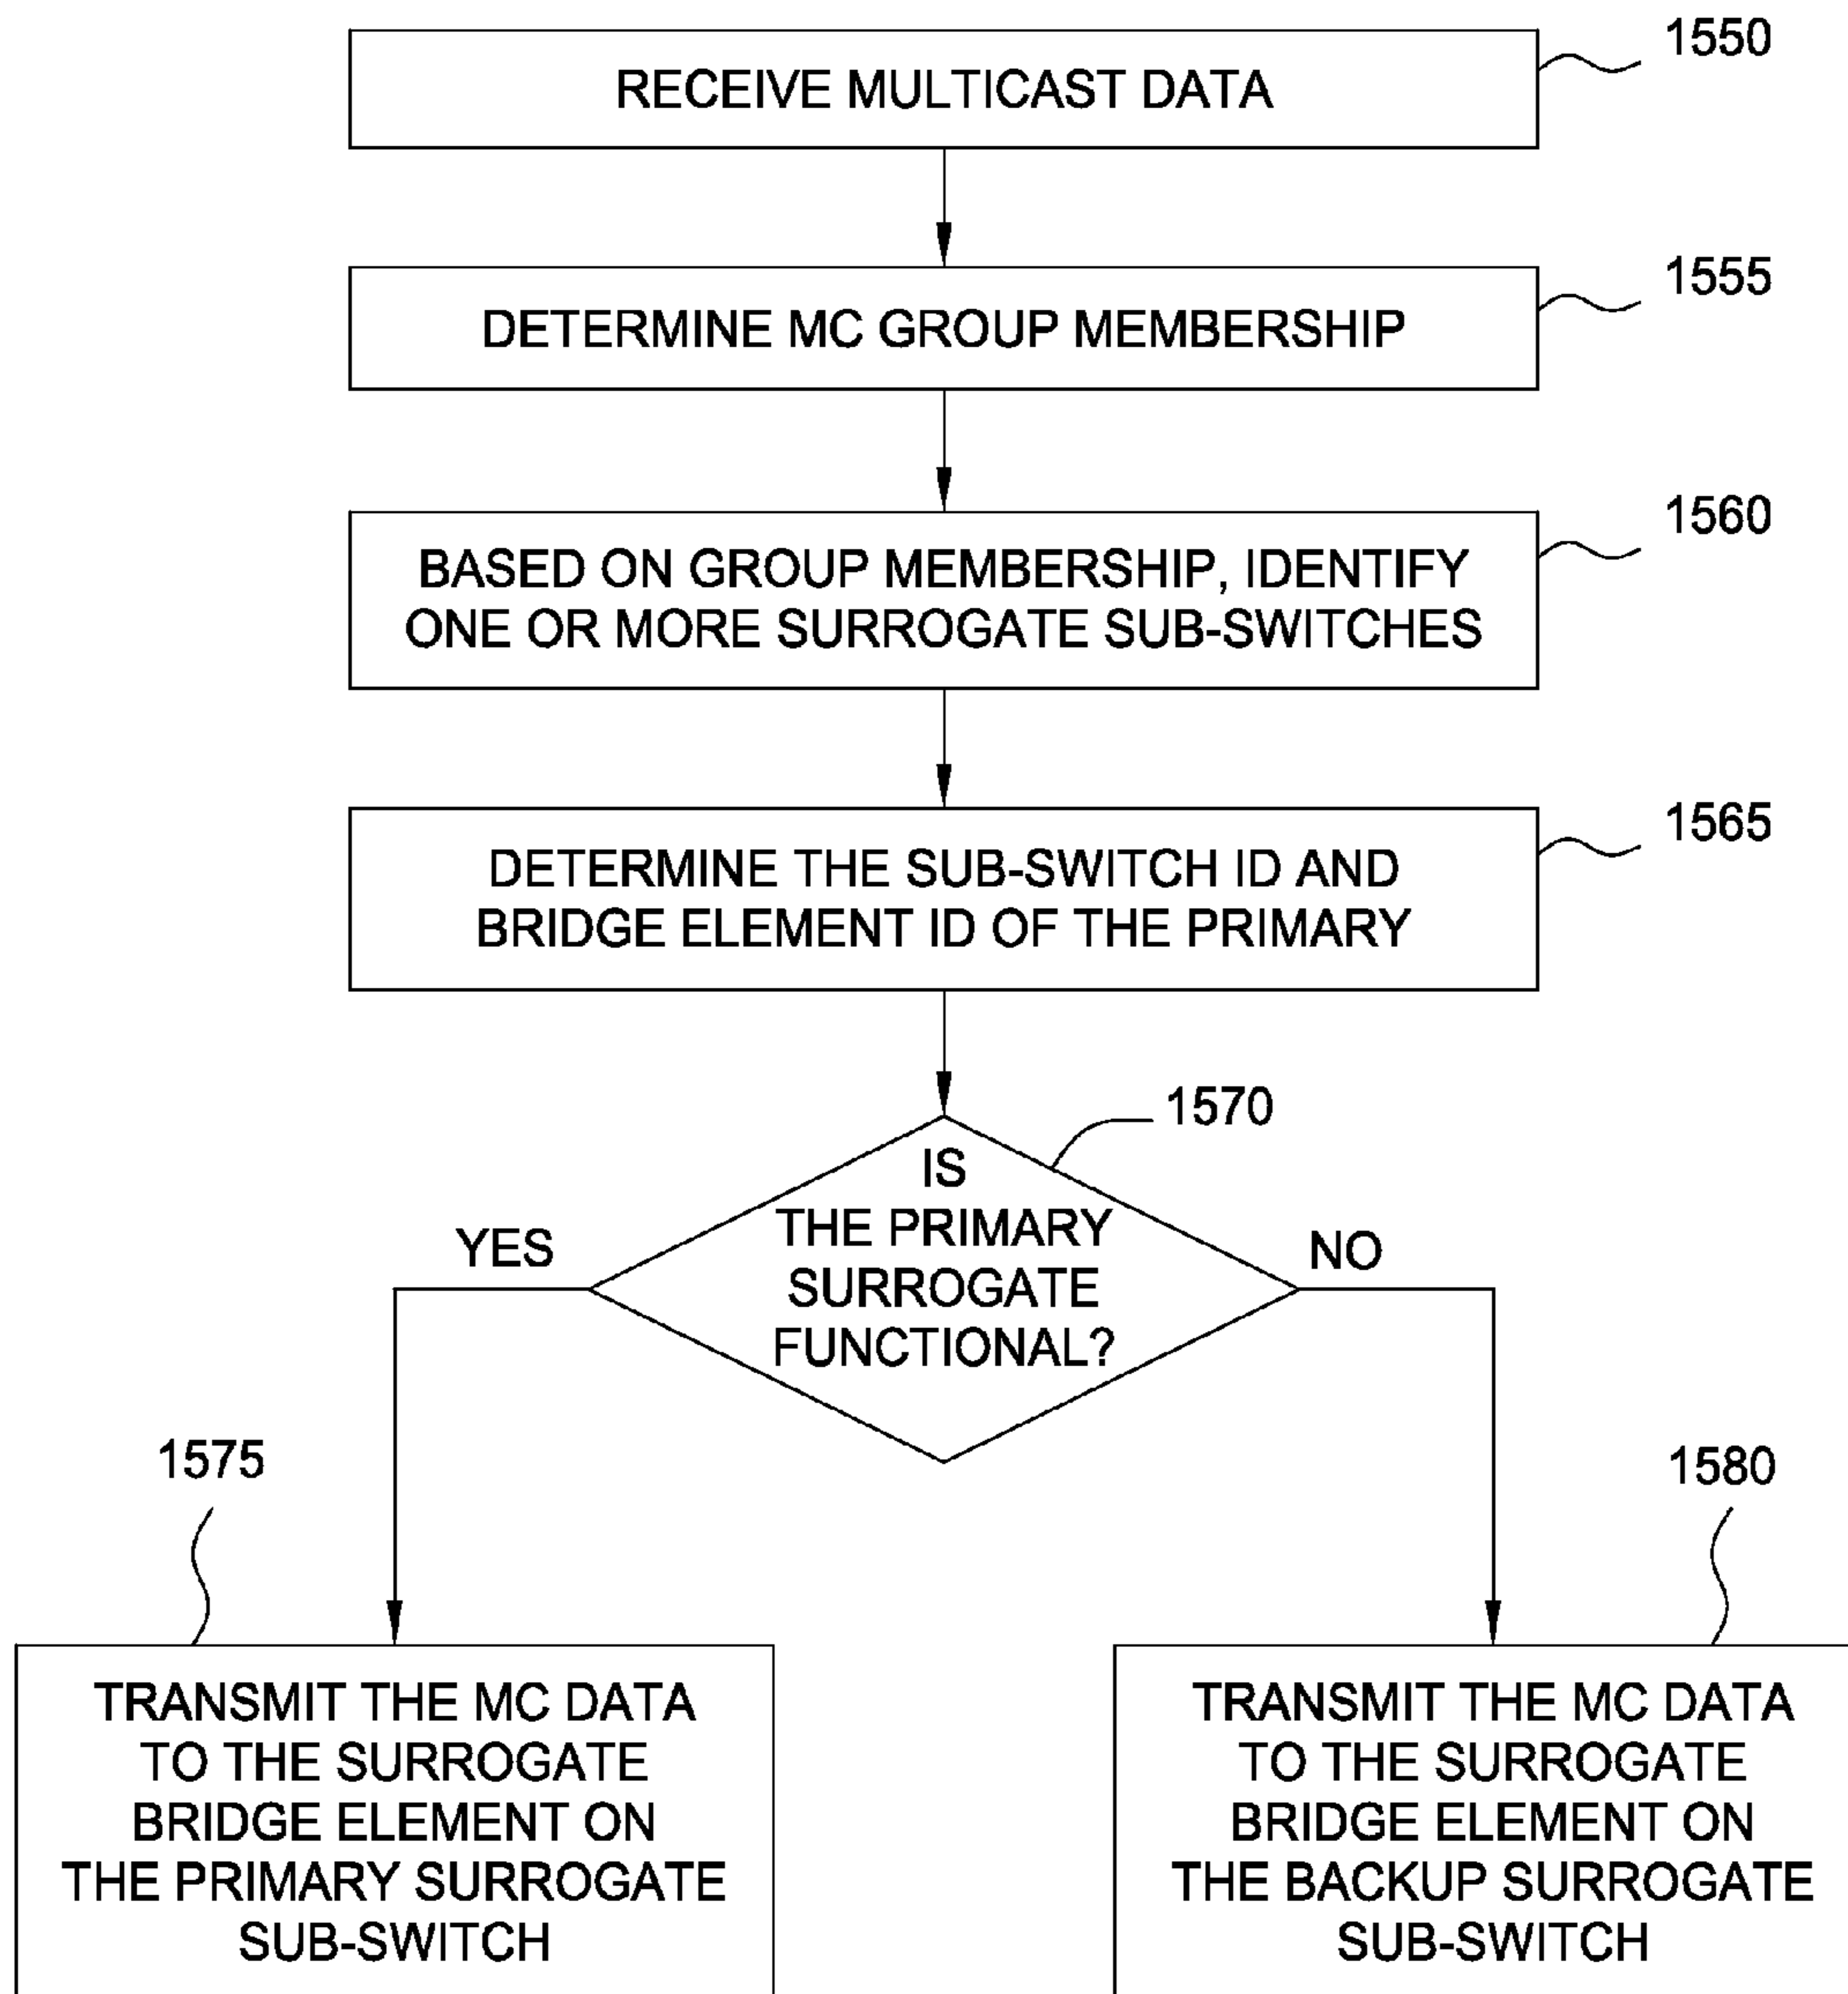 RECEIVE MULTICAST DATA
1550
DETERMINE MC GROUP MEMBERSHIP
1555
BASED ON GROUP MEMBERSHIP, IDENTIFY
ONE OR MORE SURROGATE SUB-SWITCHES
1560
DETERMINE THE SUB-SWITCH ID AND
BRIDGE ELEMENT ID OF THE PRIMARY
1565
IS
THE PRIMARY
SURROGATE
FUNCTIONAL?
1570
YES
NO
1575
TRANSMIT THE MC DATA
TO THE SURROGATE
BRIDGE ELEMENT ON
THE PRIMARY SURROGATE
SUB-SWITCH
1580
TRANSMIT THE MC DATA
TO THE SURROGATE
BRIDGE ELEMENT ON
THE BACKUP SURROGATE
SUB-SWITCH